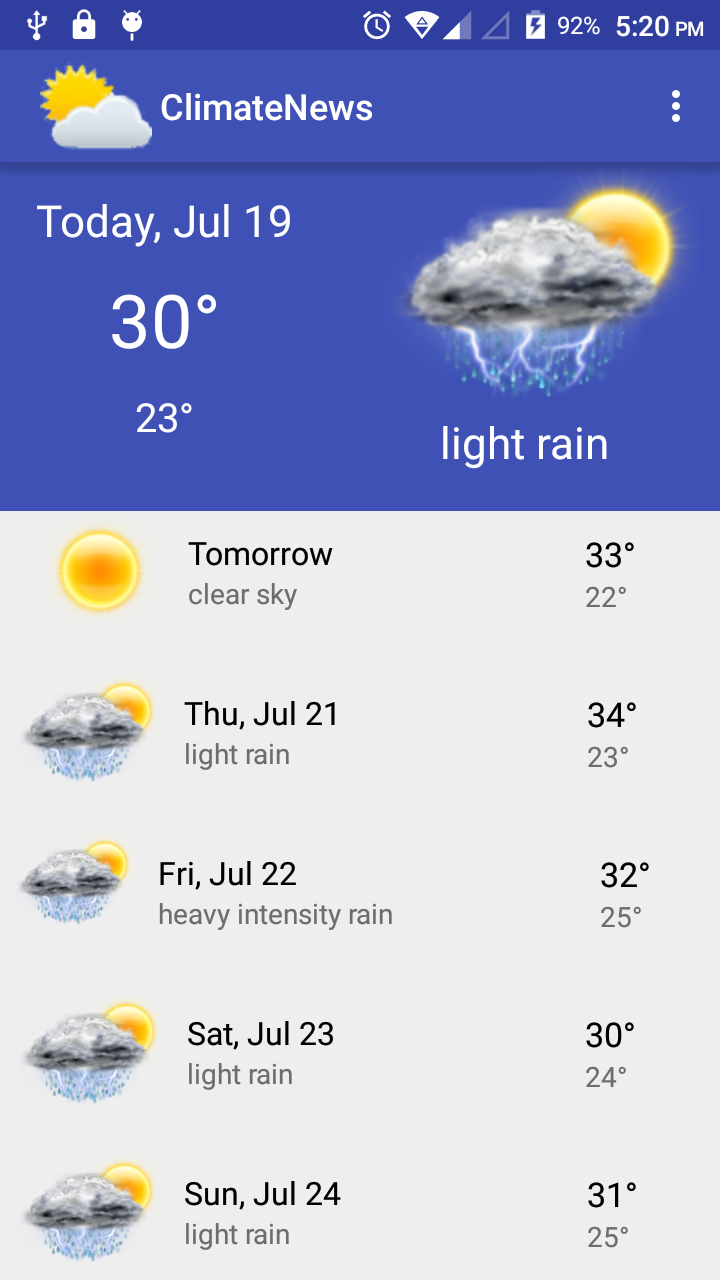 92% 5:20 PM
ClimateNews
Today, Jul 19
30°
23°
light rain
Tomorrow 33°
clear sky 22°
Thu, Jul 21 34°
light rain 23°
Fri, Jul 22 32°
heavy intensity rain 25°
Sat, Jul 23 30°
light rain 24°
Sun, Jul 24 31°
light rain 25°